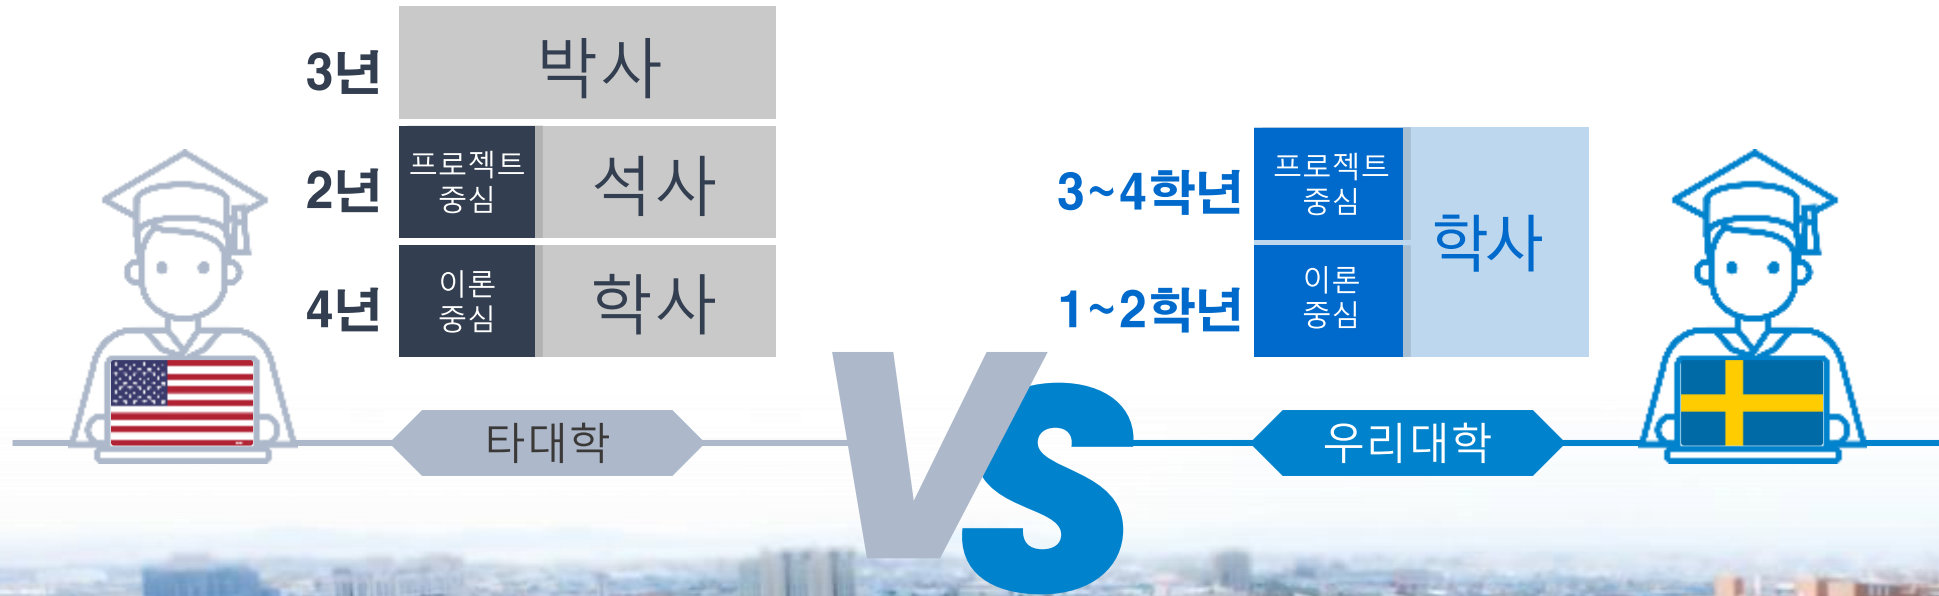 3년
박사
2년
프로젝트
중심
석사
4년
이론
중심
학사
타대학
VS
3~4학년
프로젝트
중심
1~2학년
이론
중심
학사
우리대학